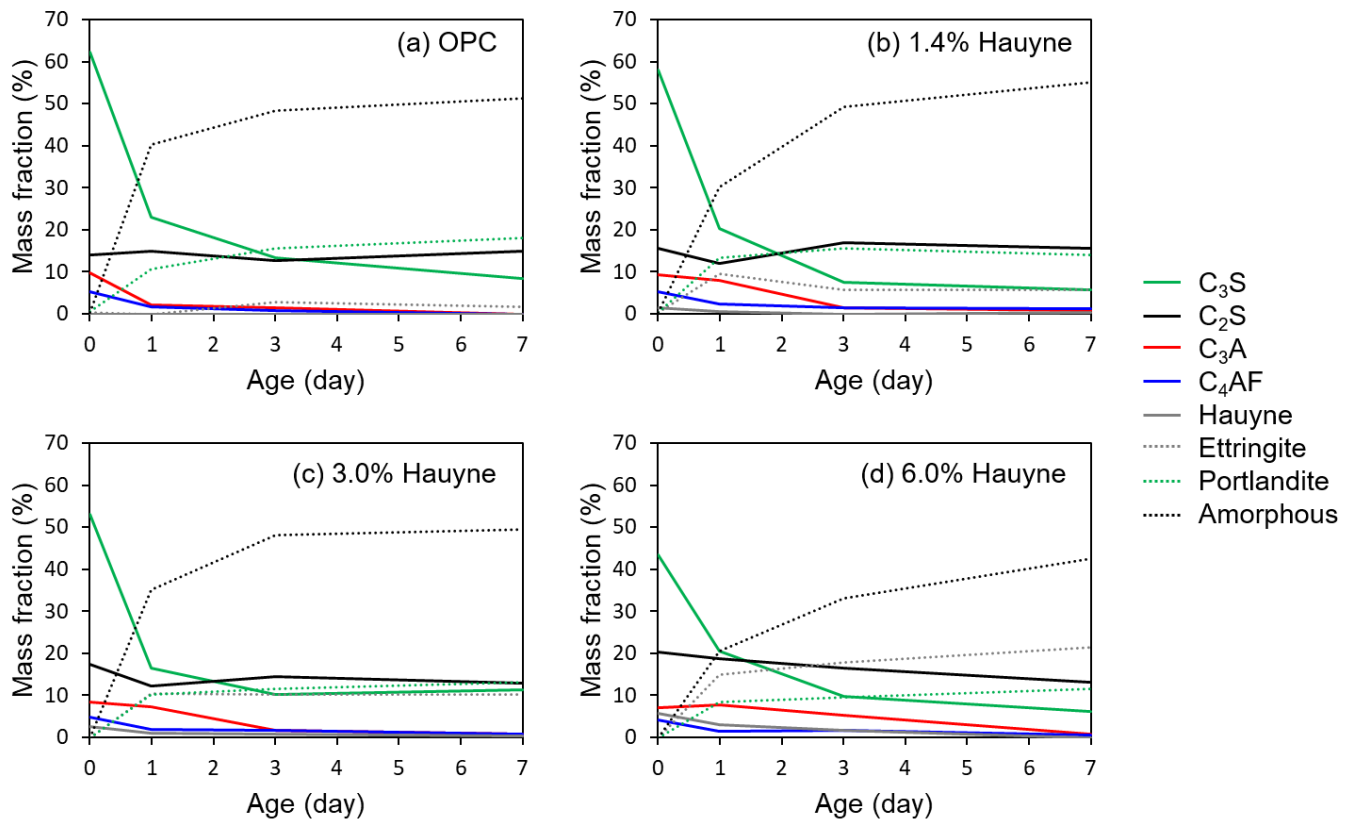 (a) OPC
Mass fraction (%)
70
60
50
40
30
20
10
0
0 1 2 3 4 5 6 7
Age (day)
(b) 1.4% Hauyne
Mass fraction (%)
70
60
50
40
30
20
10
0
0 1 2 3 4 5 6 7
Age (day)
(c) 3.0% Hauyne
Mass fraction (%)
70
60
50
40
30
20
10
0
0 1 2 3 4 5 6 7
Age (day)
(d) 6.0% Hauyne
Mass fraction (%)
70
60
50
40
30
20
10
0
0 1 2 3 4 5 6 7
Age (day)
C₃S
C₂S
C₃A
C₄AF
Hauyne
Ettringite
Portlandite
Amorphous